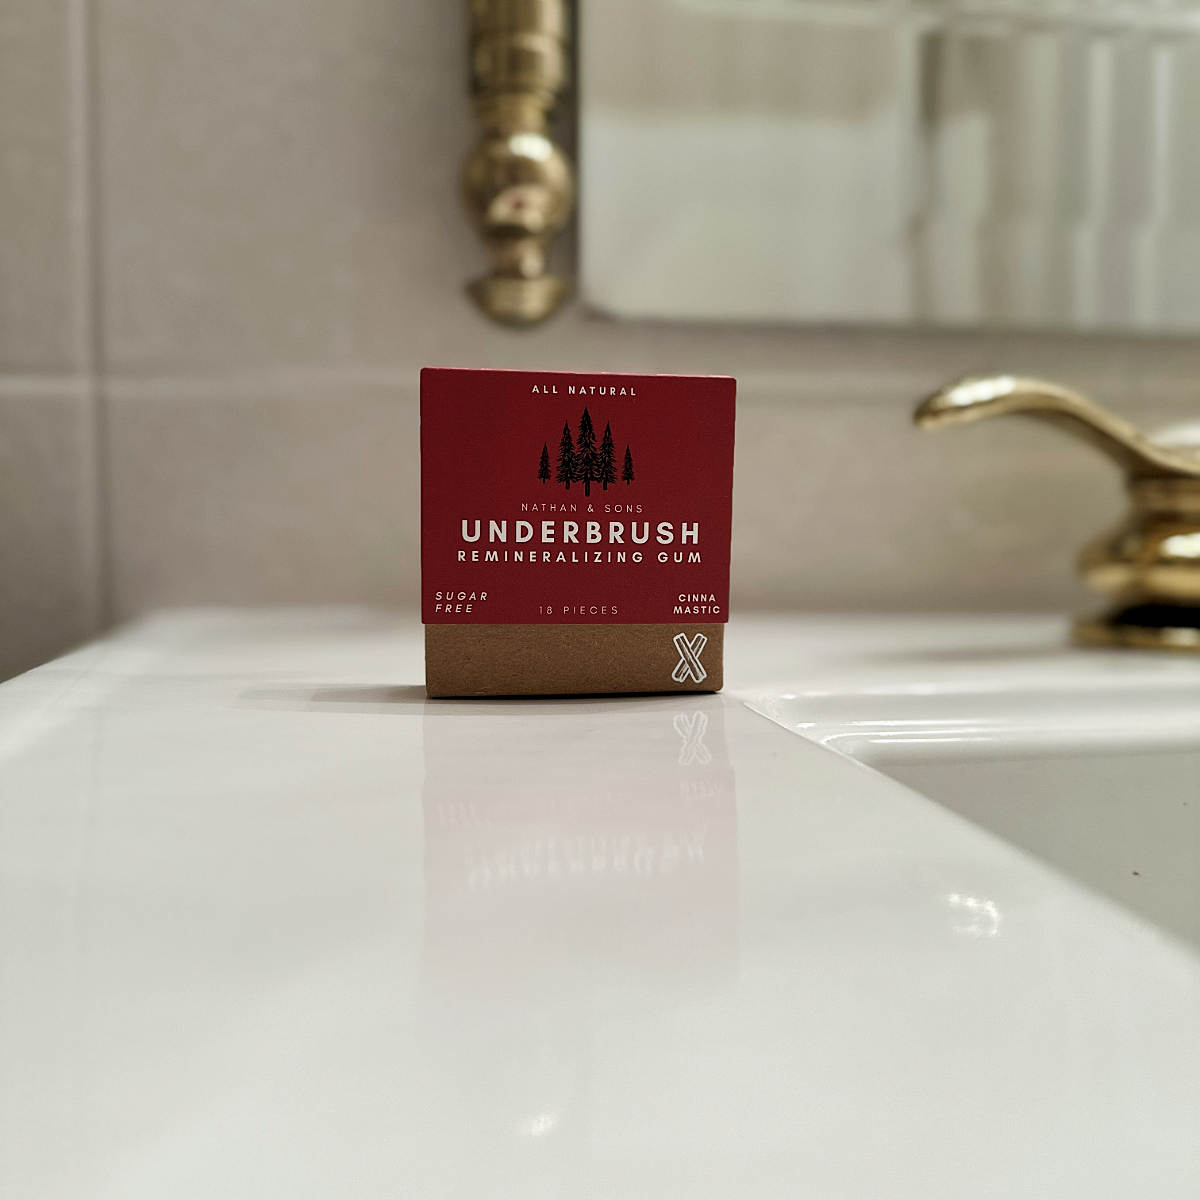 ALL NATURAL
NATHAN & SONS
UNDERBRUSH
REMINERALIZING GUM
SUGAR
FREE
18 PIECES
CINNA
MASTIC